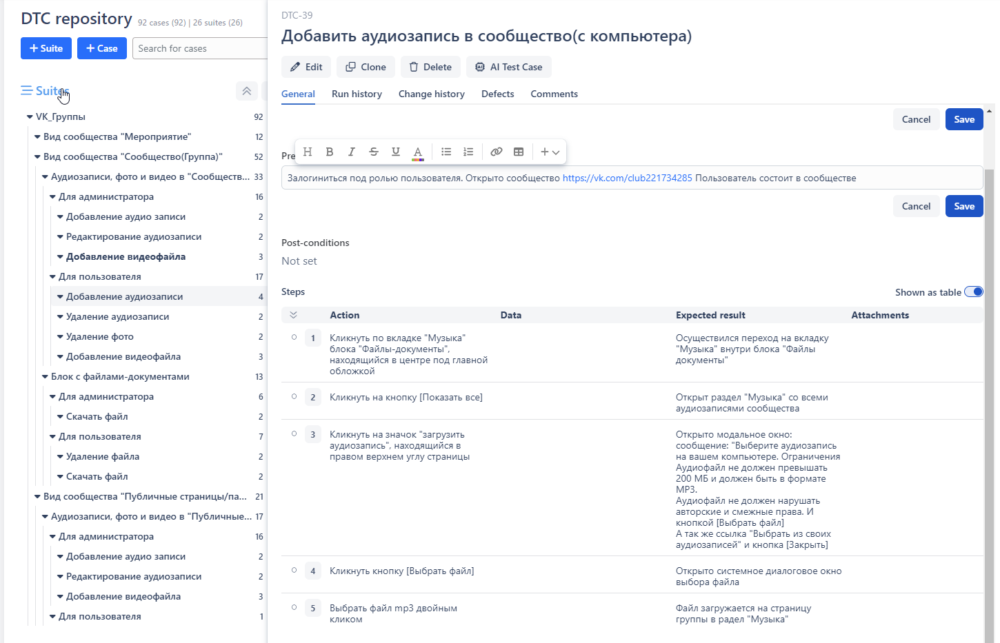 DTC repository 92 cases (92) | 26 suites (26)
+ Suite
+ Case
Search for cases
Suites
VK_Группы 92
Вид сообщества "Мероприятие" 12
Вид сообщества "Сообщество(Группа)" 52
Аудиозаписи, фото и видео в "Сообществ... 33
Для администратора 16
Добавление аудио записи 2
Редактирование аудиозаписи 2
Добавление видеофайла 3
Для пользователя 17
Добавление аудиозаписи 4
Удаление аудиозаписи 2
Удаление фото 2
Добавление видеофайла 3
Блок с файлами-документами 13
Для администратора 6
Скачать файл 2
Для пользователя 7
Удаление файла 2
Скачать файл 2
Вид сообщества "Публичные страницы/па... 21
Аудиозаписи, фото и видео в "Публичные... 17
Для администратора 16
Добавление аудио записи 2
Редактирование аудиозаписи 2
Добавление видеофайла 3
Для пользователя 1
DTC-39
Добавить аудиозапись в сообщество(с компьютера)
Edit
Clone
Delete
AI Test Case
General Run history Change history Defects Comments
Cancel Save
Pre
H B I S U A
Залогиниться под ролью пользователя. Открыто сообщество https://vk.com/club221734285 Пользователь состоит в сообществе
Cancel Save
Post-conditions
Not set
Steps
Shown as table
Action Data Expected result Attachments
1
Кликнуть по вкладке "Музыка"
блока "Файлы-документы",
находящийся в центре под главной
обложкой
Осуществился переход на вкладку
"Музыка" внутри блока "Файлы
документы"
2
Кликнуть на кнопку [Показать все]
Открыт раздел "Музыка" со всеми
аудиозаписями сообщества
3
Кликнуть на значок "загрузить
аудиозапись", находящийся в
правом верхнем углу страницы
Открыто модальное окно:
сообщение: "Выберите аудиозапись
на вашем компьютере. Ограничения
Аудиофайл не должен превышать
200 МБ и должен быть в формате
MP3.
Аудиофайл не должен нарушать
авторские и смежные права. И
кнопкой [Выбрать файл]
А так же ссылка "Выбрать из своих
аудиозаписей" и кнопка [Закрыть]
4
Кликнуть кнопку [Выбрать файл]
Открыто системное диалоговое окно
выбора файла
5
Выбрать файл mp3 двойным
кликом
Файл загружается на страницу
группы в радел "Музыка"